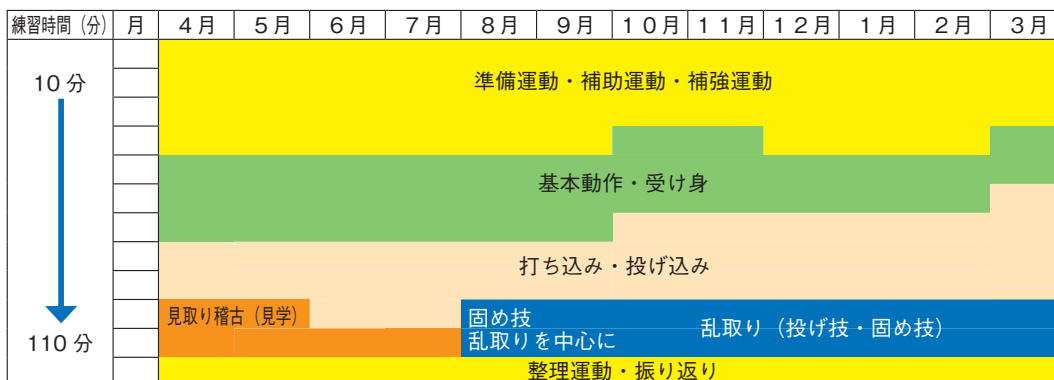 練習時間（分） 月 ４月 ５月 ６月 ７月 ８月 ９月 １０月 １１月 １２月 １月 ２月 ３月
準備運動・補助運動・補強運動
10 分
基本動作・受け身
打ち込み・投げ込み
見取り稽古（見学）
固め技
乱取りを中心に
乱取り（投げ技・固め技）
110 分
整理運動・振り返り